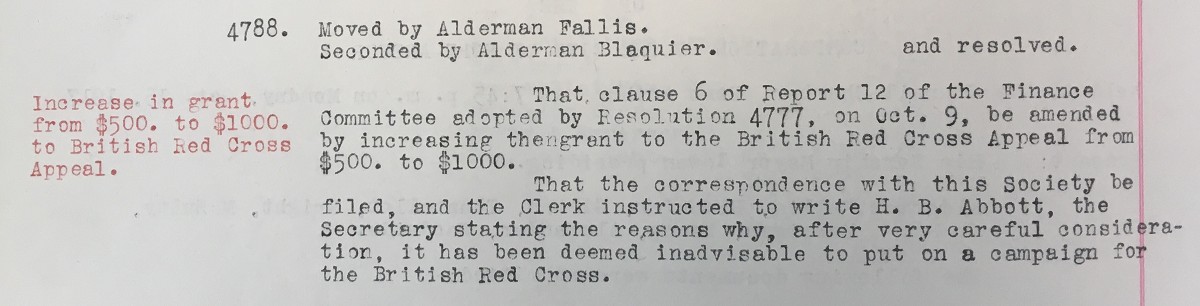 4788. Moved by Alderman Fallis.
Seconded by Alderman Blaquier. and resolved.
Increase in grant
from $500. to $1000.
to British Red Cross
Appeal.
That, clause 6 of Report 12 of the Finance
Committee adopted by Resolution 4777, on Oct. 9, be amended
by increasing thengrant to the British Red Cross Appeal from
$500. to $1000.
That the correspondence with this Society be
filed, and the Clerk instructed to write H. B. Abbott, the
Secretary stating the reasons why, after very careful considera-
tion, it has been deemed inadvisable to put on a campaign for
the British Red Cross.